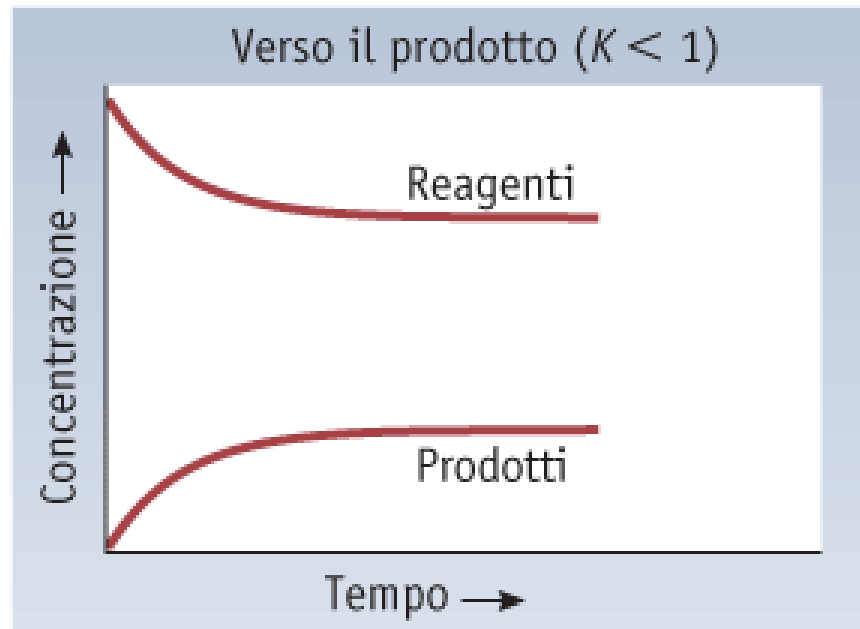 Verso il prodotto (K < 1)
Concentrazione
Reagenti
Prodotti
Tempo